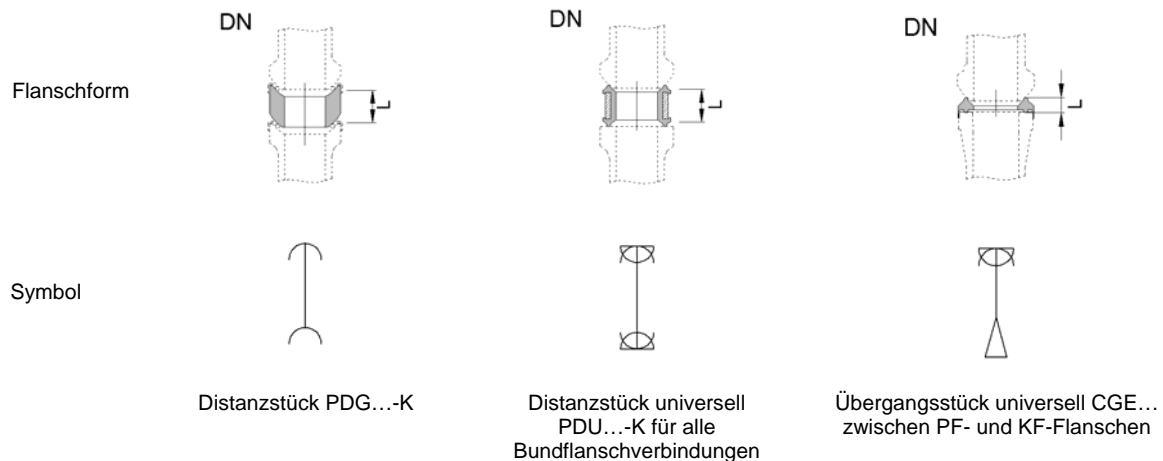 DN
DN
DN
Flanschform
L
L
L
Symbol
Distanzstück PDG…-K
Distanzstück universell
PDU…-K für alle
Bundflanschverbindungen
Übergangsstück universell CGE…
zwischen PF- und KF-Flanschen